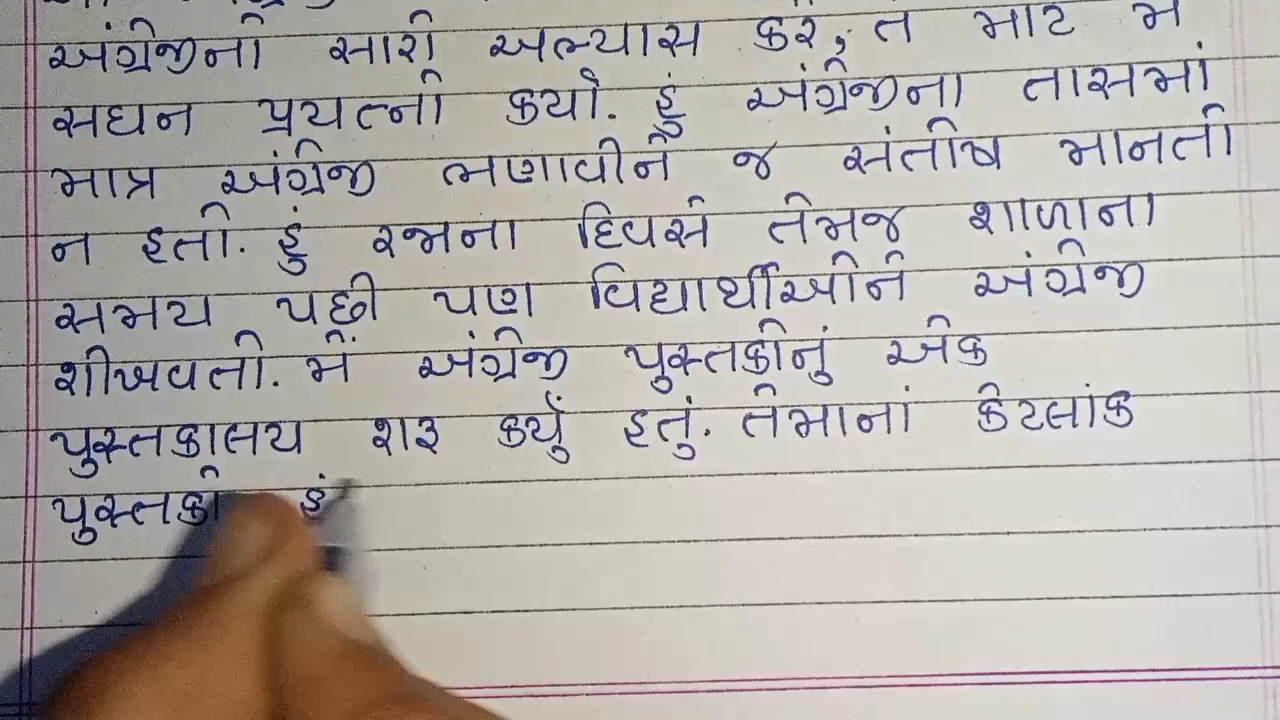 અંગ્રેજીનો સારો અભ્યાસ કરે, તે માટે મેં
સઘન પ્રયત્નો કર્યા. હું અંગ્રેજીના તાસમાં
માત્ર અંગ્રેજી ભણાવીને જ સંતોષ માનતો
ન હતો. હું રજાના દિવસે તેમજ શાળાના
સમય પછી પણ વિદ્યાર્થીઓને અંગ્રેજી
શીખવતો. મેં અંગ્રેજી પુસ્તકોનું એક
પુસ્તકાલય શરૂ કર્યું હતું. તેમાનાં કેટલાંક
પુસ્તકો હું